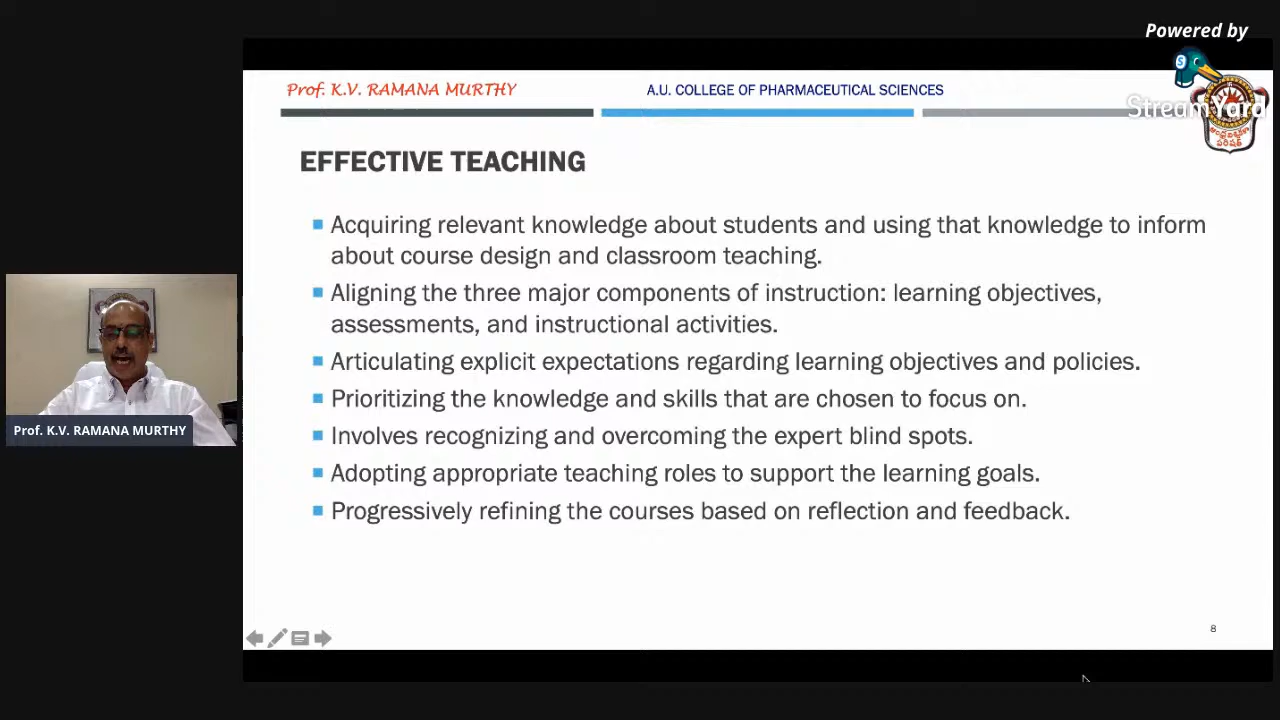 Powered by
StreamYard
Prof. K.V. RAMANA MURTHY
A.U. COLLEGE OF PHARMACEUTICAL SCIENCES
EFFECTIVE TEACHING
Acquiring relevant knowledge about students and using that knowledge to inform
about course design and classroom teaching.
Aligning the three major components of instruction: learning objectives,
assessments, and instructional activities.
Articulating explicit expectations regarding learning objectives and policies.
Prioritizing the knowledge and skills that are chosen to focus on.
Involves recognizing and overcoming the expert blind spots.
Adopting appropriate teaching roles to support the learning goals.
Progressively refining the courses based on reflection and feedback.
Prof. K.V. RAMANA MURTHY
8